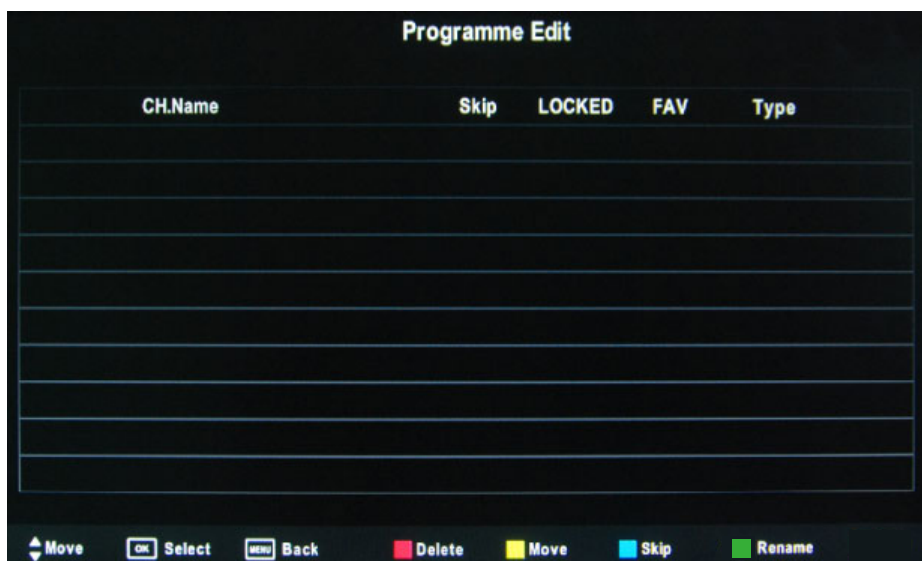 Programme Edit
CH.Name Skip LOCKED FAV Type
Move OK Select MENU Back Delete Move Skip Rename